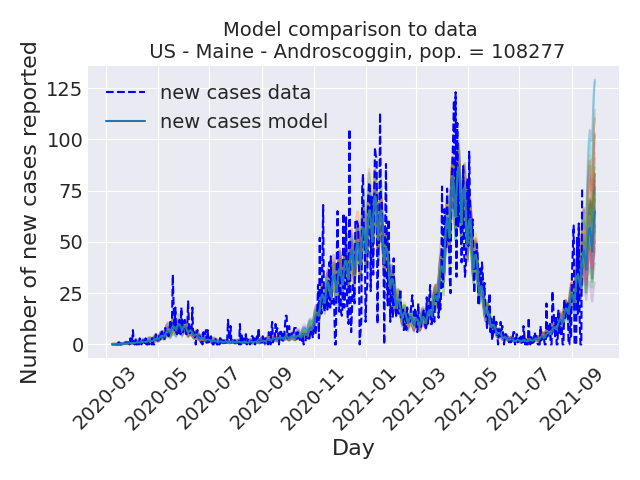 Model comparison to data
US - Maine - Androscoggin, pop. = 108277
Number of new cases reported
125
100
75
50
25
0
new cases data
new cases model
2020-03
2020-05
2020-07
2020-09
2020-11
2021-01
2021-03
2021-05
2021-07
2021-09
Day